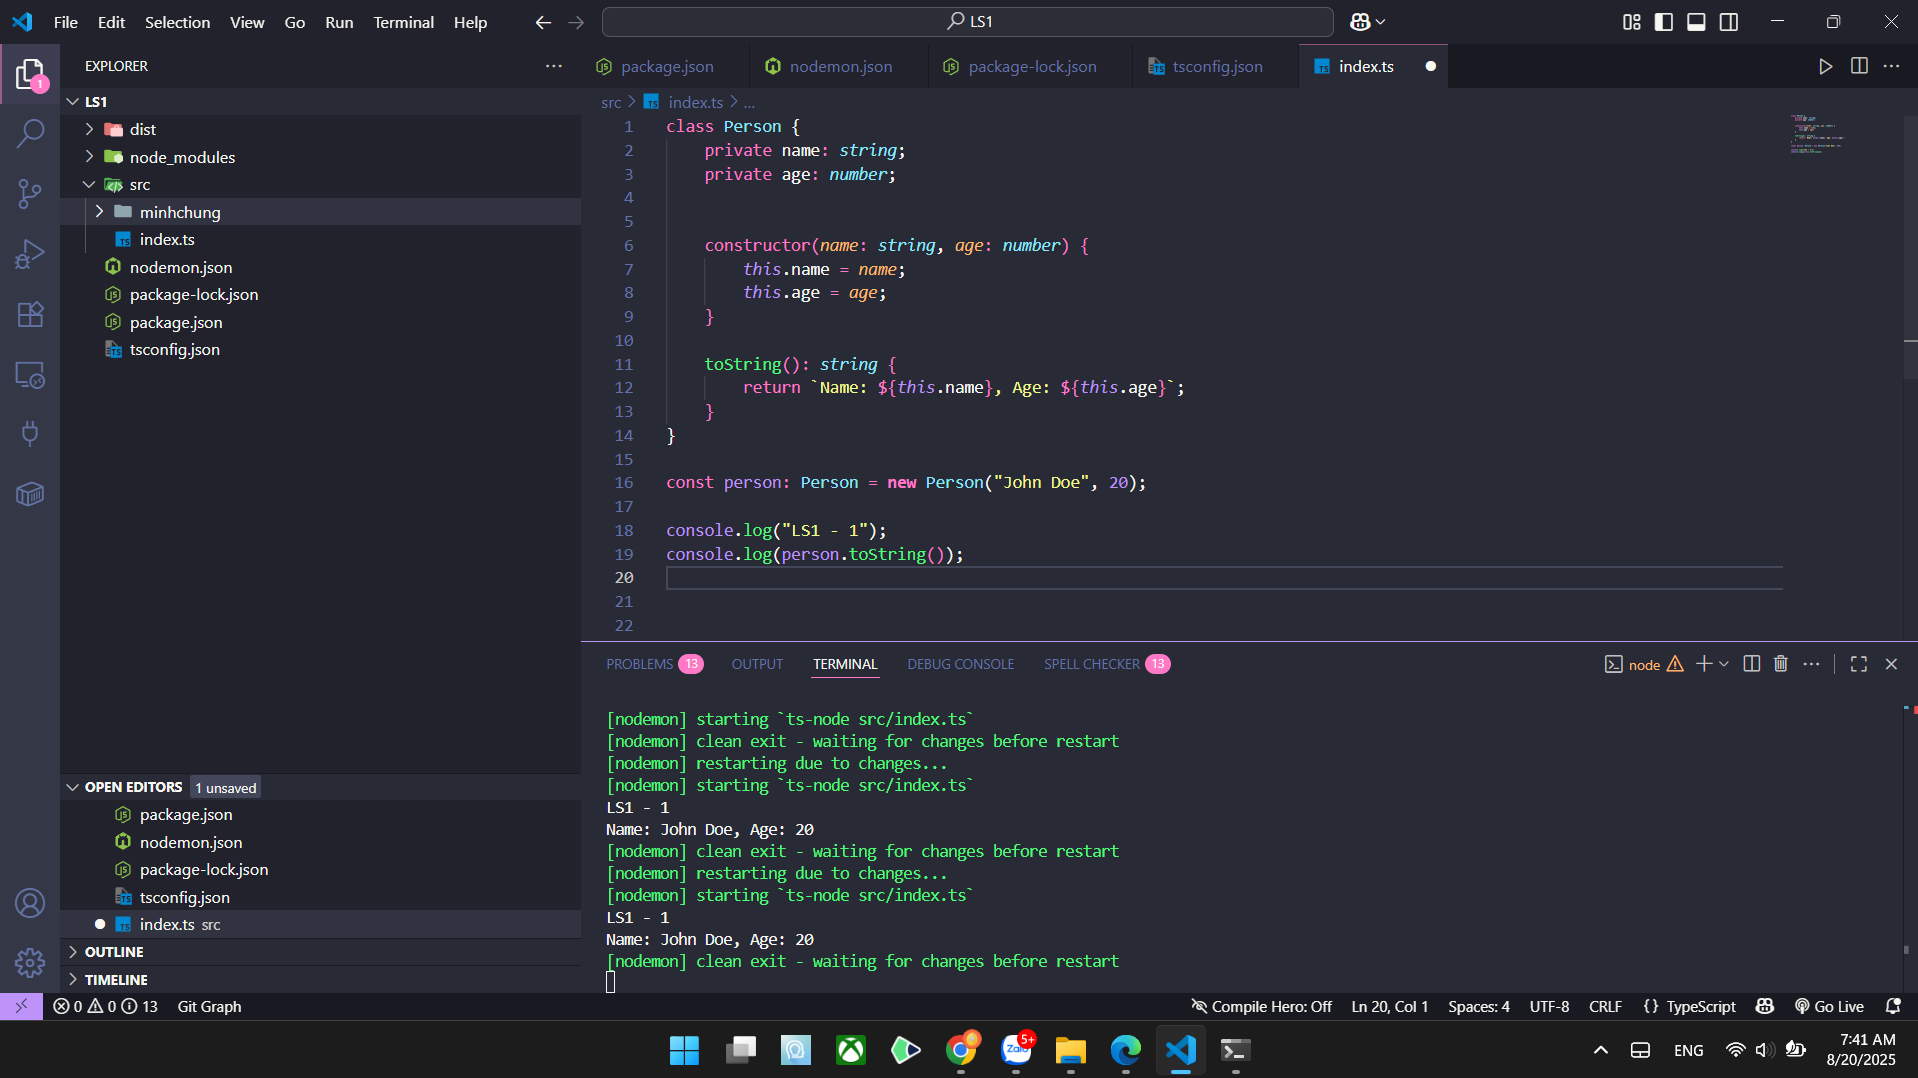 File Edit Selection View Go Run Terminal Help
LS1
EXPLORER
LS1
dist
node_modules
src
minhchung
index.ts
nodemon.json
package-lock.json
package.json
tsconfig.json
OPEN EDITORS 1 unsaved
package.json
nodemon.json
package-lock.json
tsconfig.json
index.ts src
OUTLINE
TIMELINE
package.json nodemon.json package-lock.json tsconfig.json index.ts
src > index.ts > ...
1 class Person {
2     private name: string;
3     private age: number;
4
5
6     constructor(name: string, age: number) {
7         this.name = name;
8         this.age = age;
9     }
10
11     toString(): string {
12         return `Name: ${this.name}, Age: ${this.age}`;
13     }
14 }
15
16 const person: Person = new Person("John Doe", 20);
17
18 console.log("LS1 - 1");
19 console.log(person.toString());
20
21
22
PROBLEMS 13 OUTPUT TERMINAL DEBUG CONSOLE SPELL CHECKER 13
node
[nodemon] starting `ts-node src/index.ts`
[nodemon] clean exit - waiting for changes before restart
[nodemon] restarting due to changes...
[nodemon] starting `ts-node src/index.ts`
LS1 - 1
Name: John Doe, Age: 20
[nodemon] clean exit - waiting for changes before restart
[nodemon] restarting due to changes...
[nodemon] starting `ts-node src/index.ts`
LS1 - 1
Name: John Doe, Age: 20
[nodemon] clean exit - waiting for changes before restart
0 0 13 Git Graph
Compile Hero: Off Ln 20, Col 1 Spaces: 4 UTF-8 CRLF {} TypeScript Go Live
1
Zalo 5+
ENG
7:41 AM
8/20/2025